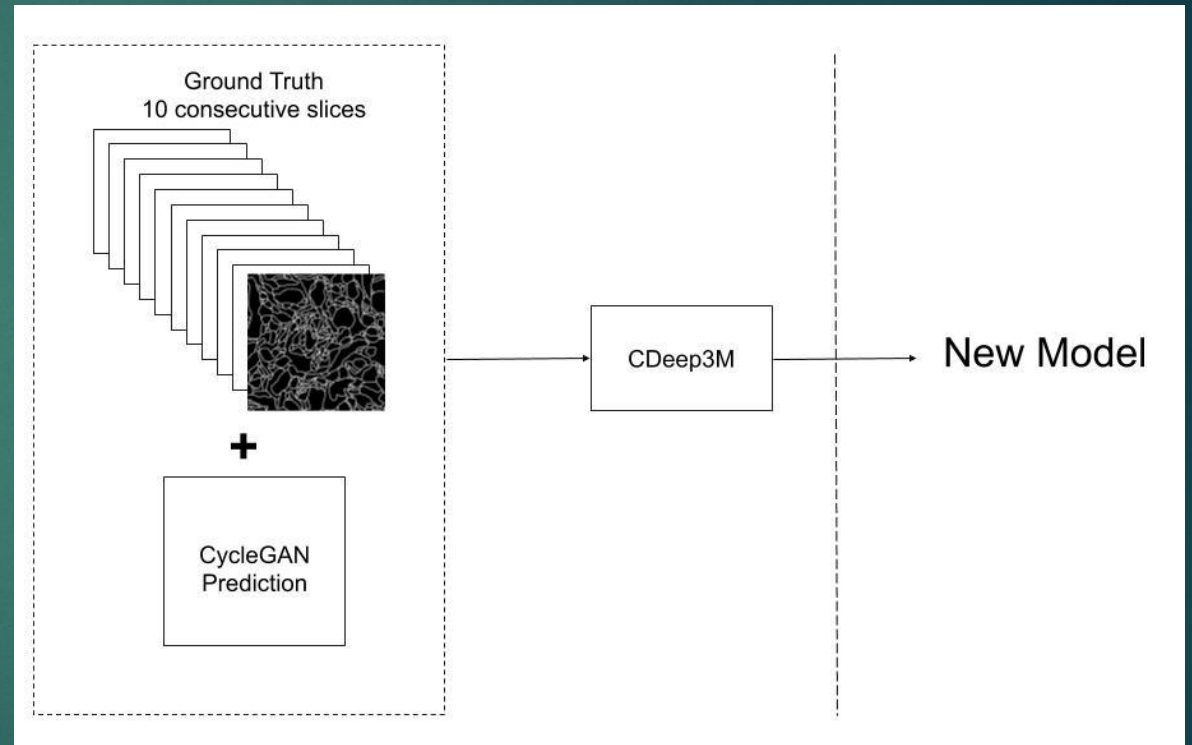 Ground Truth
10 consecutive slices
+
CycleGAN
Prediction
CDeep3M
New Model